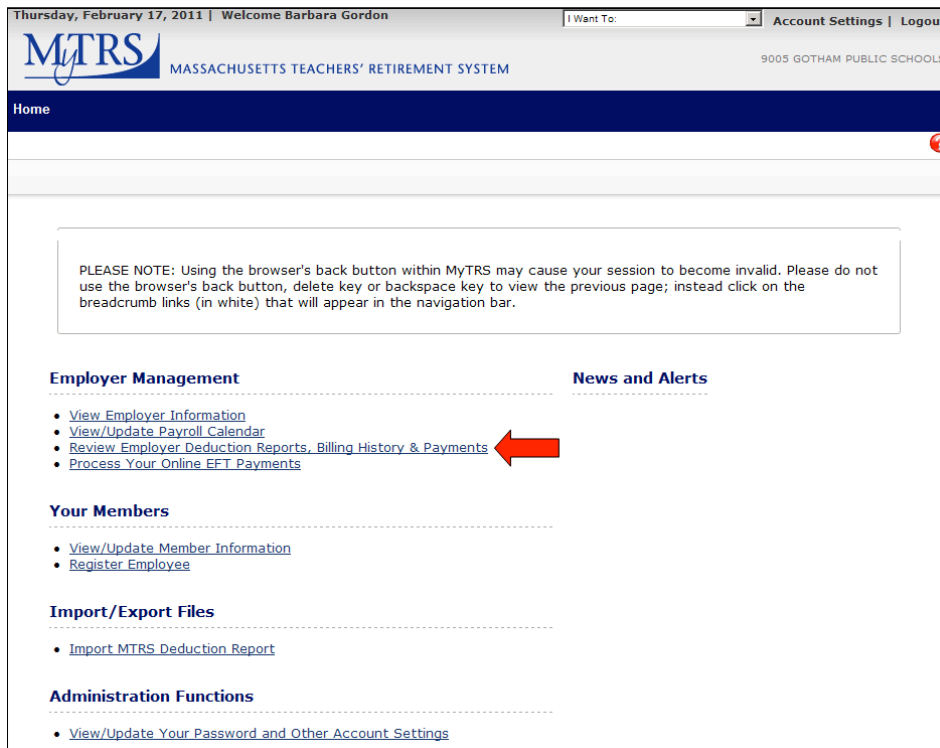 Thursday, February 17, 2011 | Welcome Barbara Gordon
I Want To:
Account Settings | Logou
MyTRS
MASSACHUSETTS TEACHERS' RETIREMENT SYSTEM
9005 GOTHAM PUBLIC SCHOOLS
Home
PLEASE NOTE: Using the browser's back button within MyTRS may cause your session to become invalid. Please do not
use the browser's back button, delete key or backspace key to view the previous page; instead click on the
breadcrumb links (in white) that will appear in the navigation bar.
Employer Management
• View Employer Information
• View/Update Payroll Calendar
• Review Employer Deduction Reports, Billing History & Payments
• Process Your Online EFT Payments
News and Alerts
Your Members
• View/Update Member Information
• Register Employee
Import/Export Files
• Import MTRS Deduction Report
Administration Functions
• View/Update Your Password and Other Account Settings